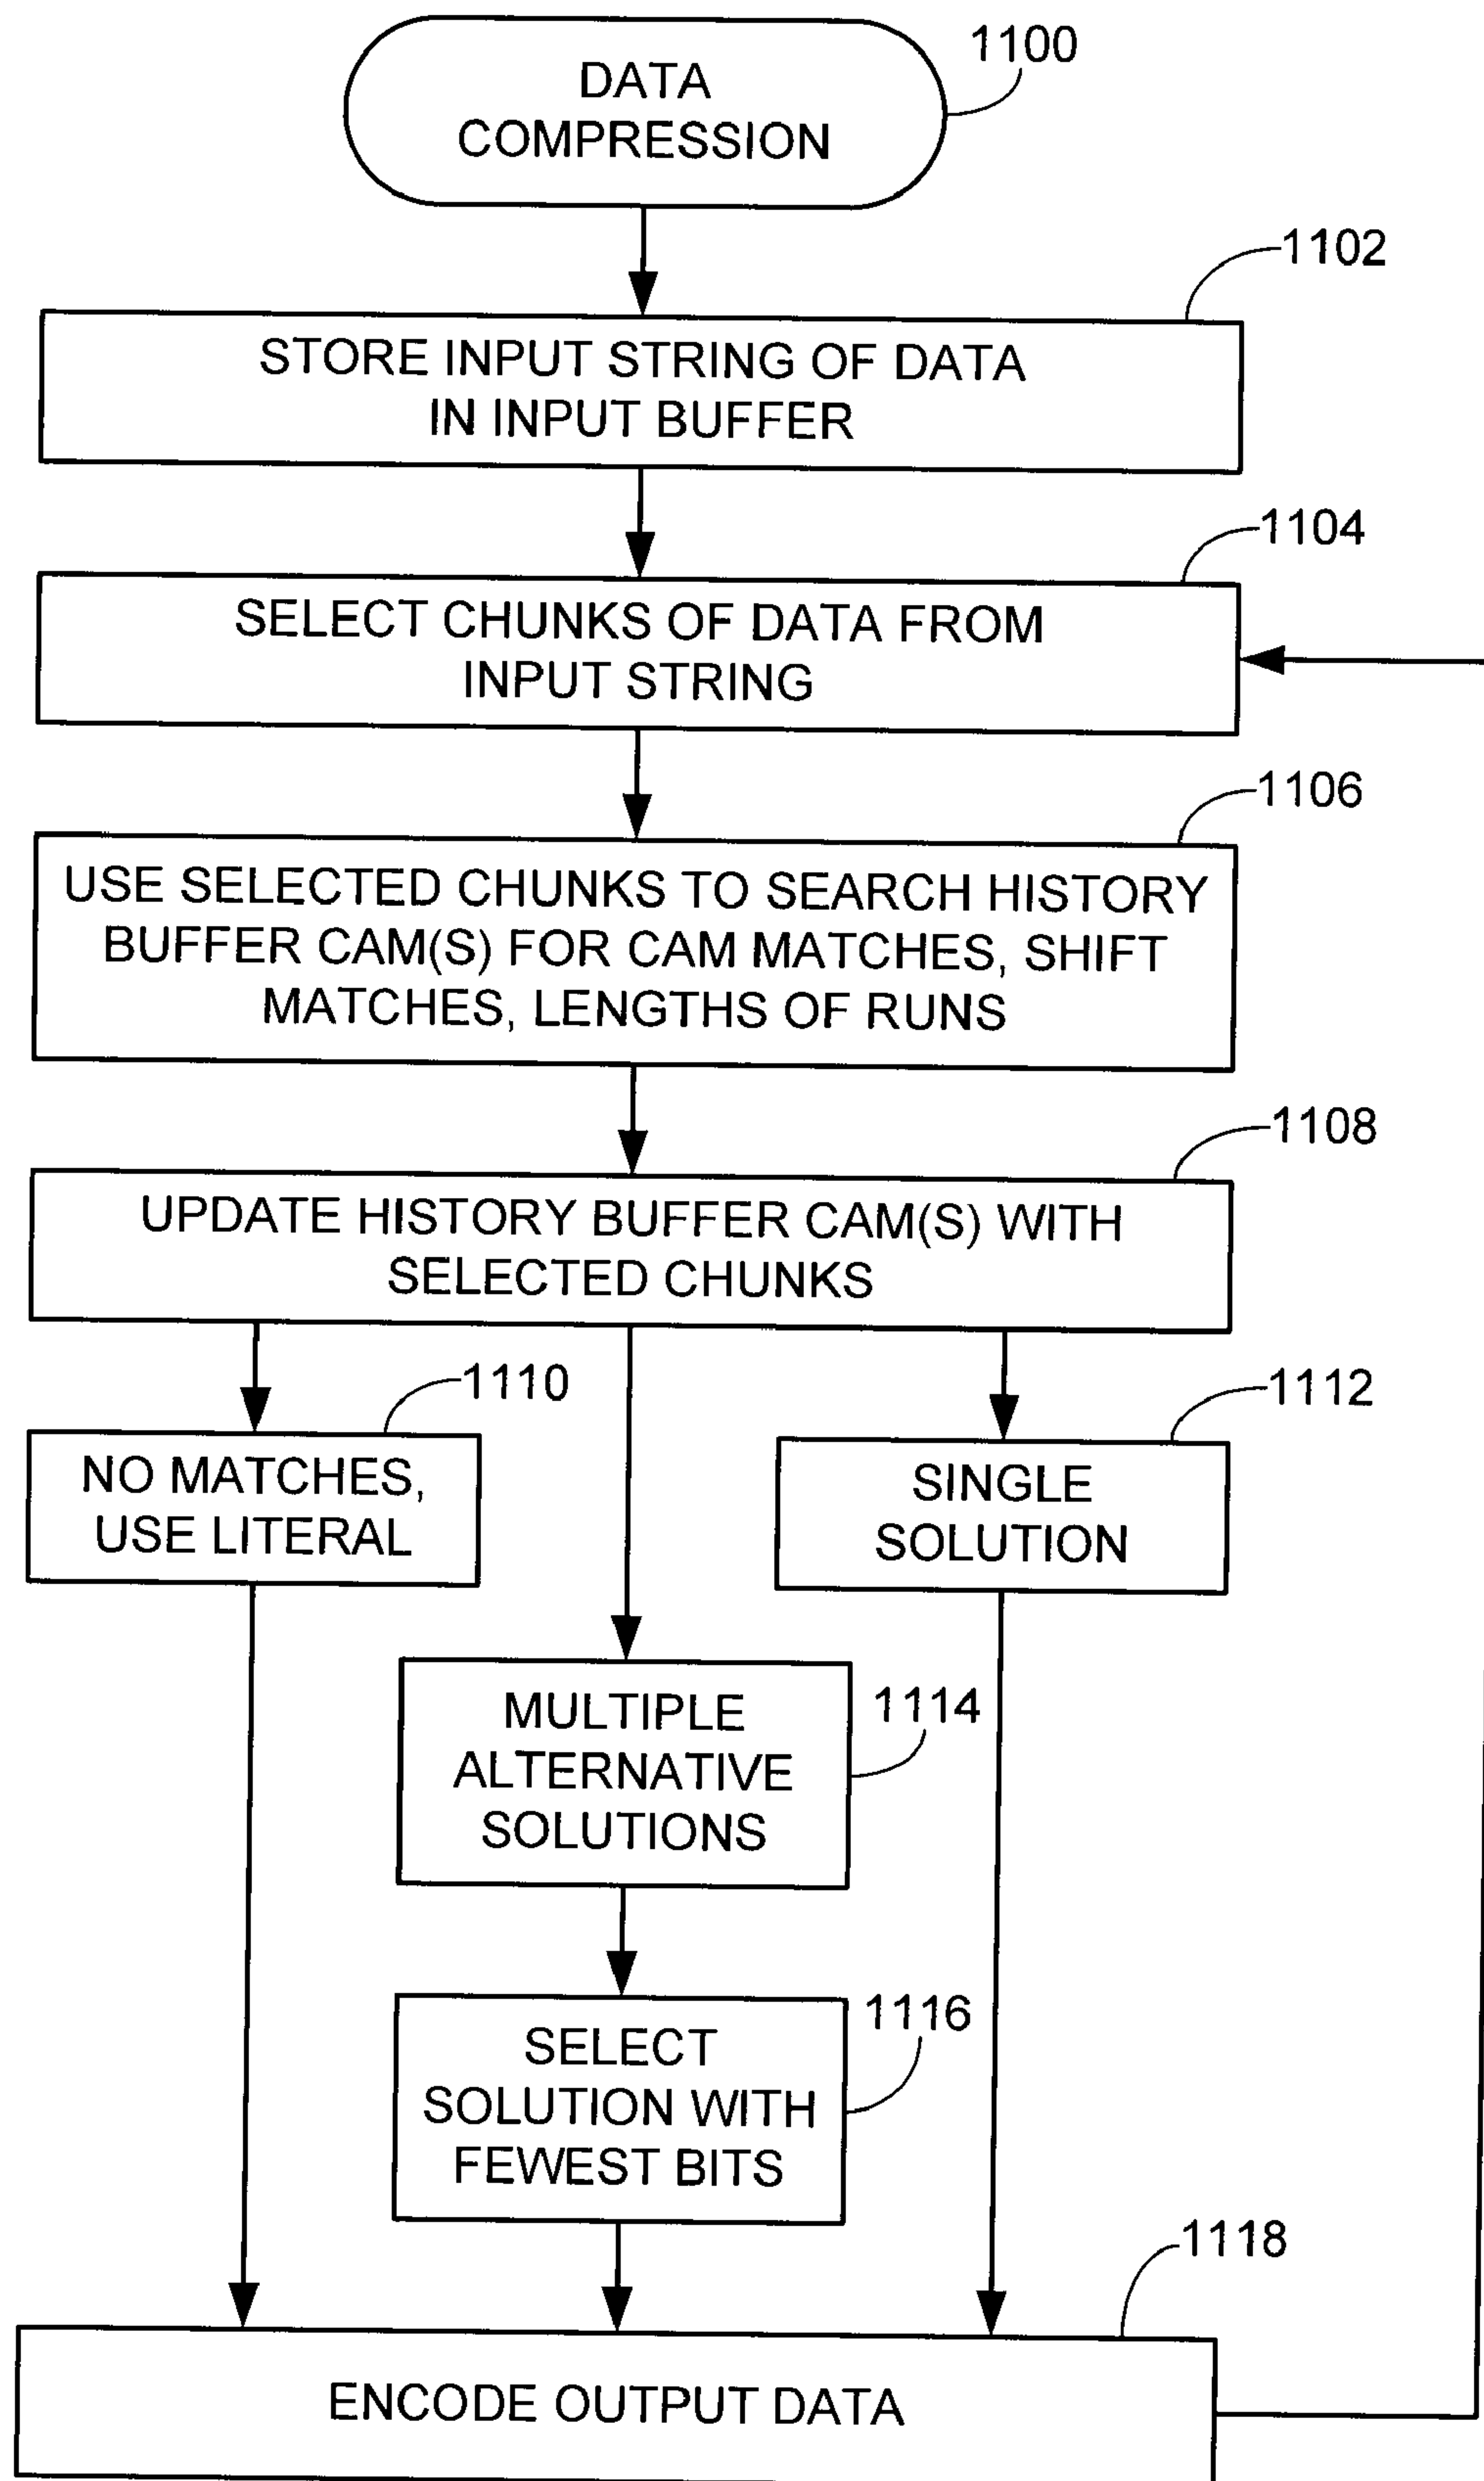 1100
DATA
COMPRESSION
1102
STORE INPUT STRING OF DATA
IN INPUT BUFFER
1104
SELECT CHUNKS OF DATA FROM
INPUT STRING
1106
USE SELECTED CHUNKS TO SEARCH HISTORY
BUFFER CAM(S) FOR CAM MATCHES, SHIFT
MATCHES, LENGTHS OF RUNS
1108
UPDATE HISTORY BUFFER CAM(S) WITH
SELECTED CHUNKS
1110
NO MATCHES,
USE LITERAL
1112
SINGLE
SOLUTION
1114
MULTIPLE
ALTERNATIVE
SOLUTIONS
1116
SELECT
SOLUTION WITH
FEWEST BITS
1118
ENCODE OUTPUT DATA